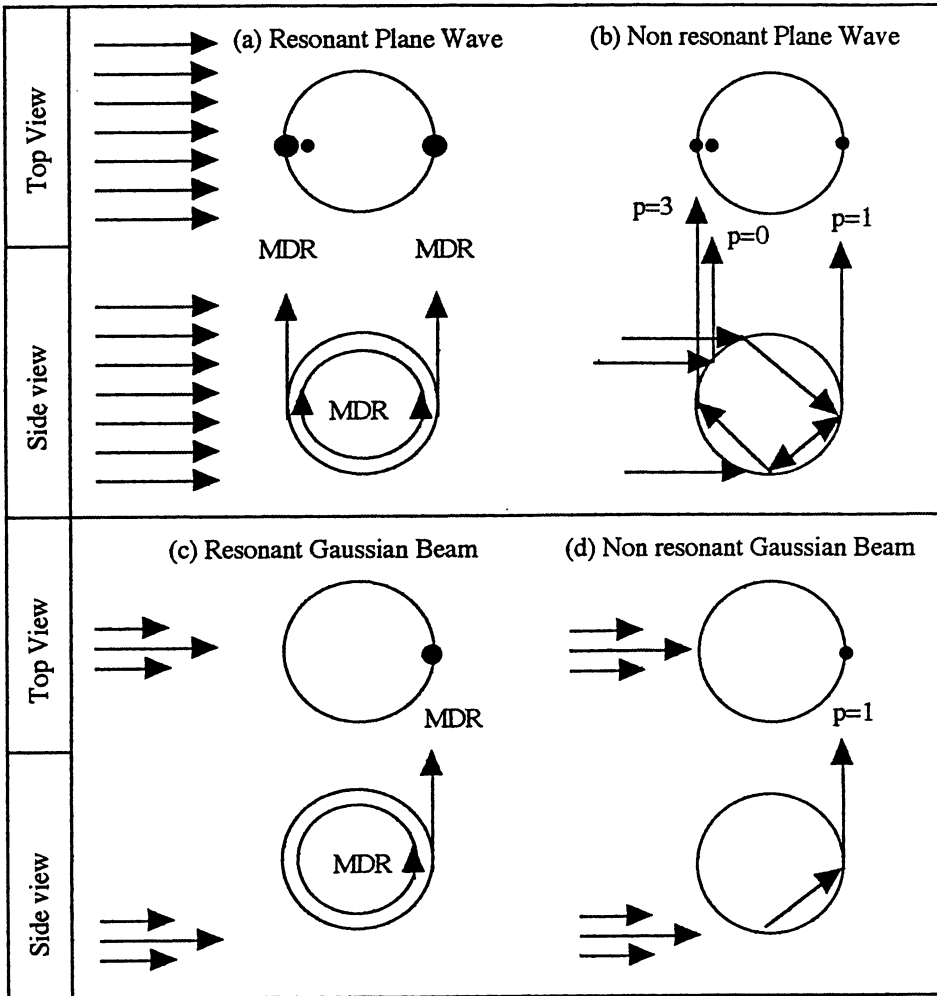 Top View
(a) Resonant Plane Wave
(b) Non resonant Plane Wave
MDR
MDR
p=3
p=0
p=1
Side view
MDR
Top View
(c) Resonant Gaussian Beam
(d) Non resonant Gaussian Beam
MDR
p=1
Side view
MDR